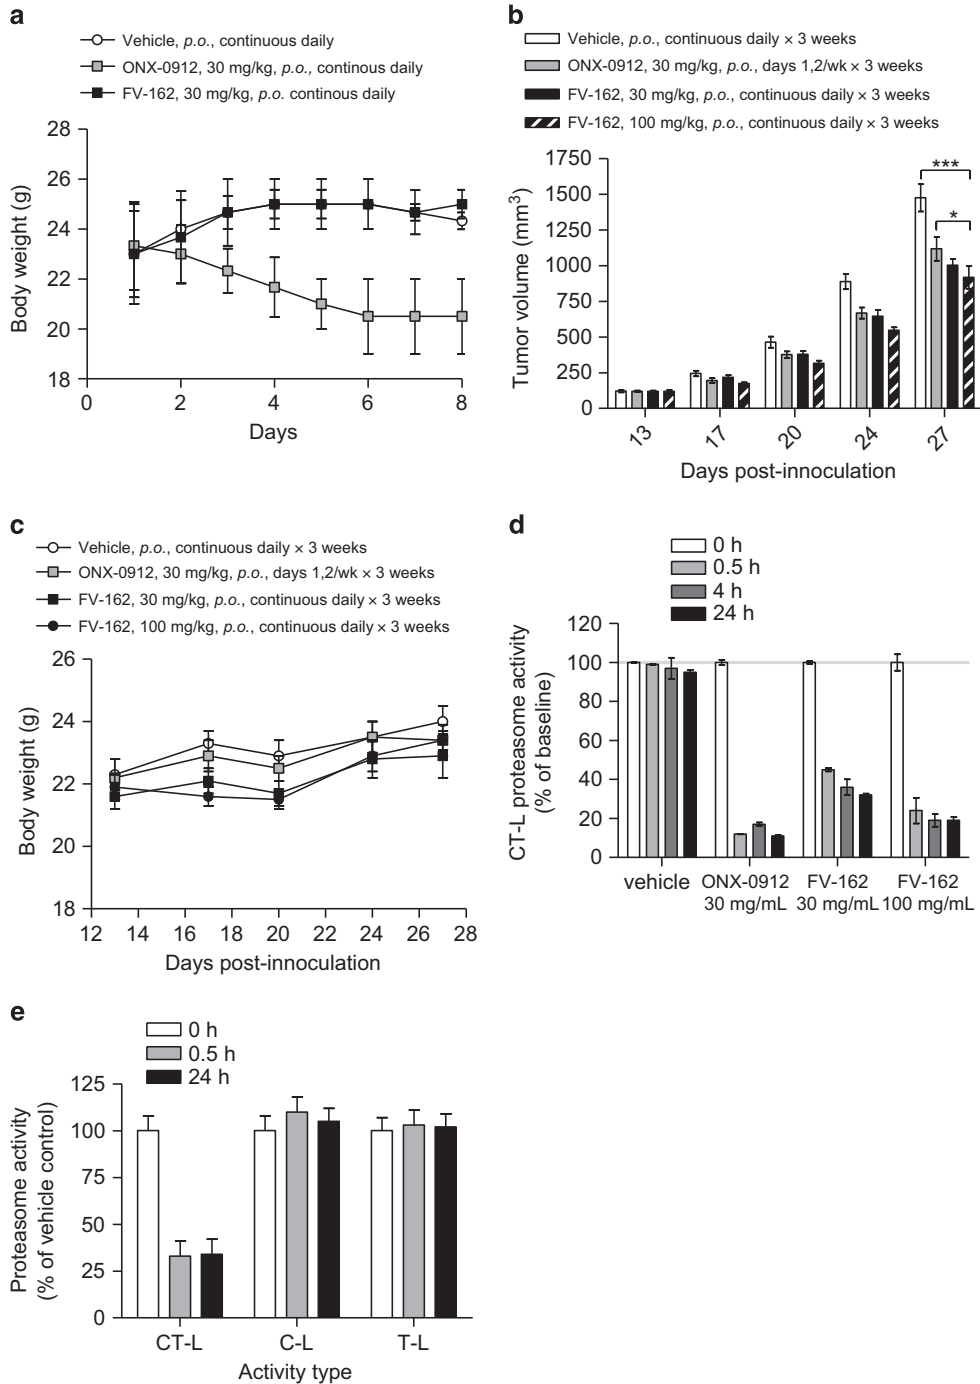 a
Vehicle, p.o., continuous daily
ONX-0912, 30 mg/kg, p.o., continous daily
FV-162, 30 mg/kg, p.o. continous daily
28
26
24
22
20
18
Body weight (g)
0 2 4 6 8
Days
b
Vehicle, p.o., continuous daily × 3 weeks
ONX-0912, 30 mg/kg, p.o., days 1,2/wk × 3 weeks
FV-162, 30 mg/kg, p.o., continuous daily × 3 weeks
FV-162, 100 mg/kg, p.o., continuous daily × 3 weeks
1750
1500
1250
1000
750
500
250
0
Tumor volume (mm³)
***
*
13 17 20 24 27
Days post-innoculation
c
Vehicle, p.o., continuous daily × 3 weeks
ONX-0912, 30 mg/kg, p.o., days 1,2/wk × 3 weeks
FV-162, 30 mg/kg, p.o., continuous daily × 3 weeks
FV-162, 100 mg/kg, p.o., continuous daily × 3 weeks
26
24
22
20
18
Body weight (g)
12 14 16 18 20 22 24 26 28
Days post-innoculation
d
0 h
0.5 h
4 h
24 h
120
100
80
60
40
20
0
CT-L proteasome activity
(% of baseline)
vehicle ONX-0912 FV-162 FV-162
30 mg/mL 30 mg/mL 100 mg/mL
e
0 h
0.5 h
24 h
125
100
75
50
25
0
Proteasome activity
(% of vehicle control)
CT-L C-L T-L
Activity type